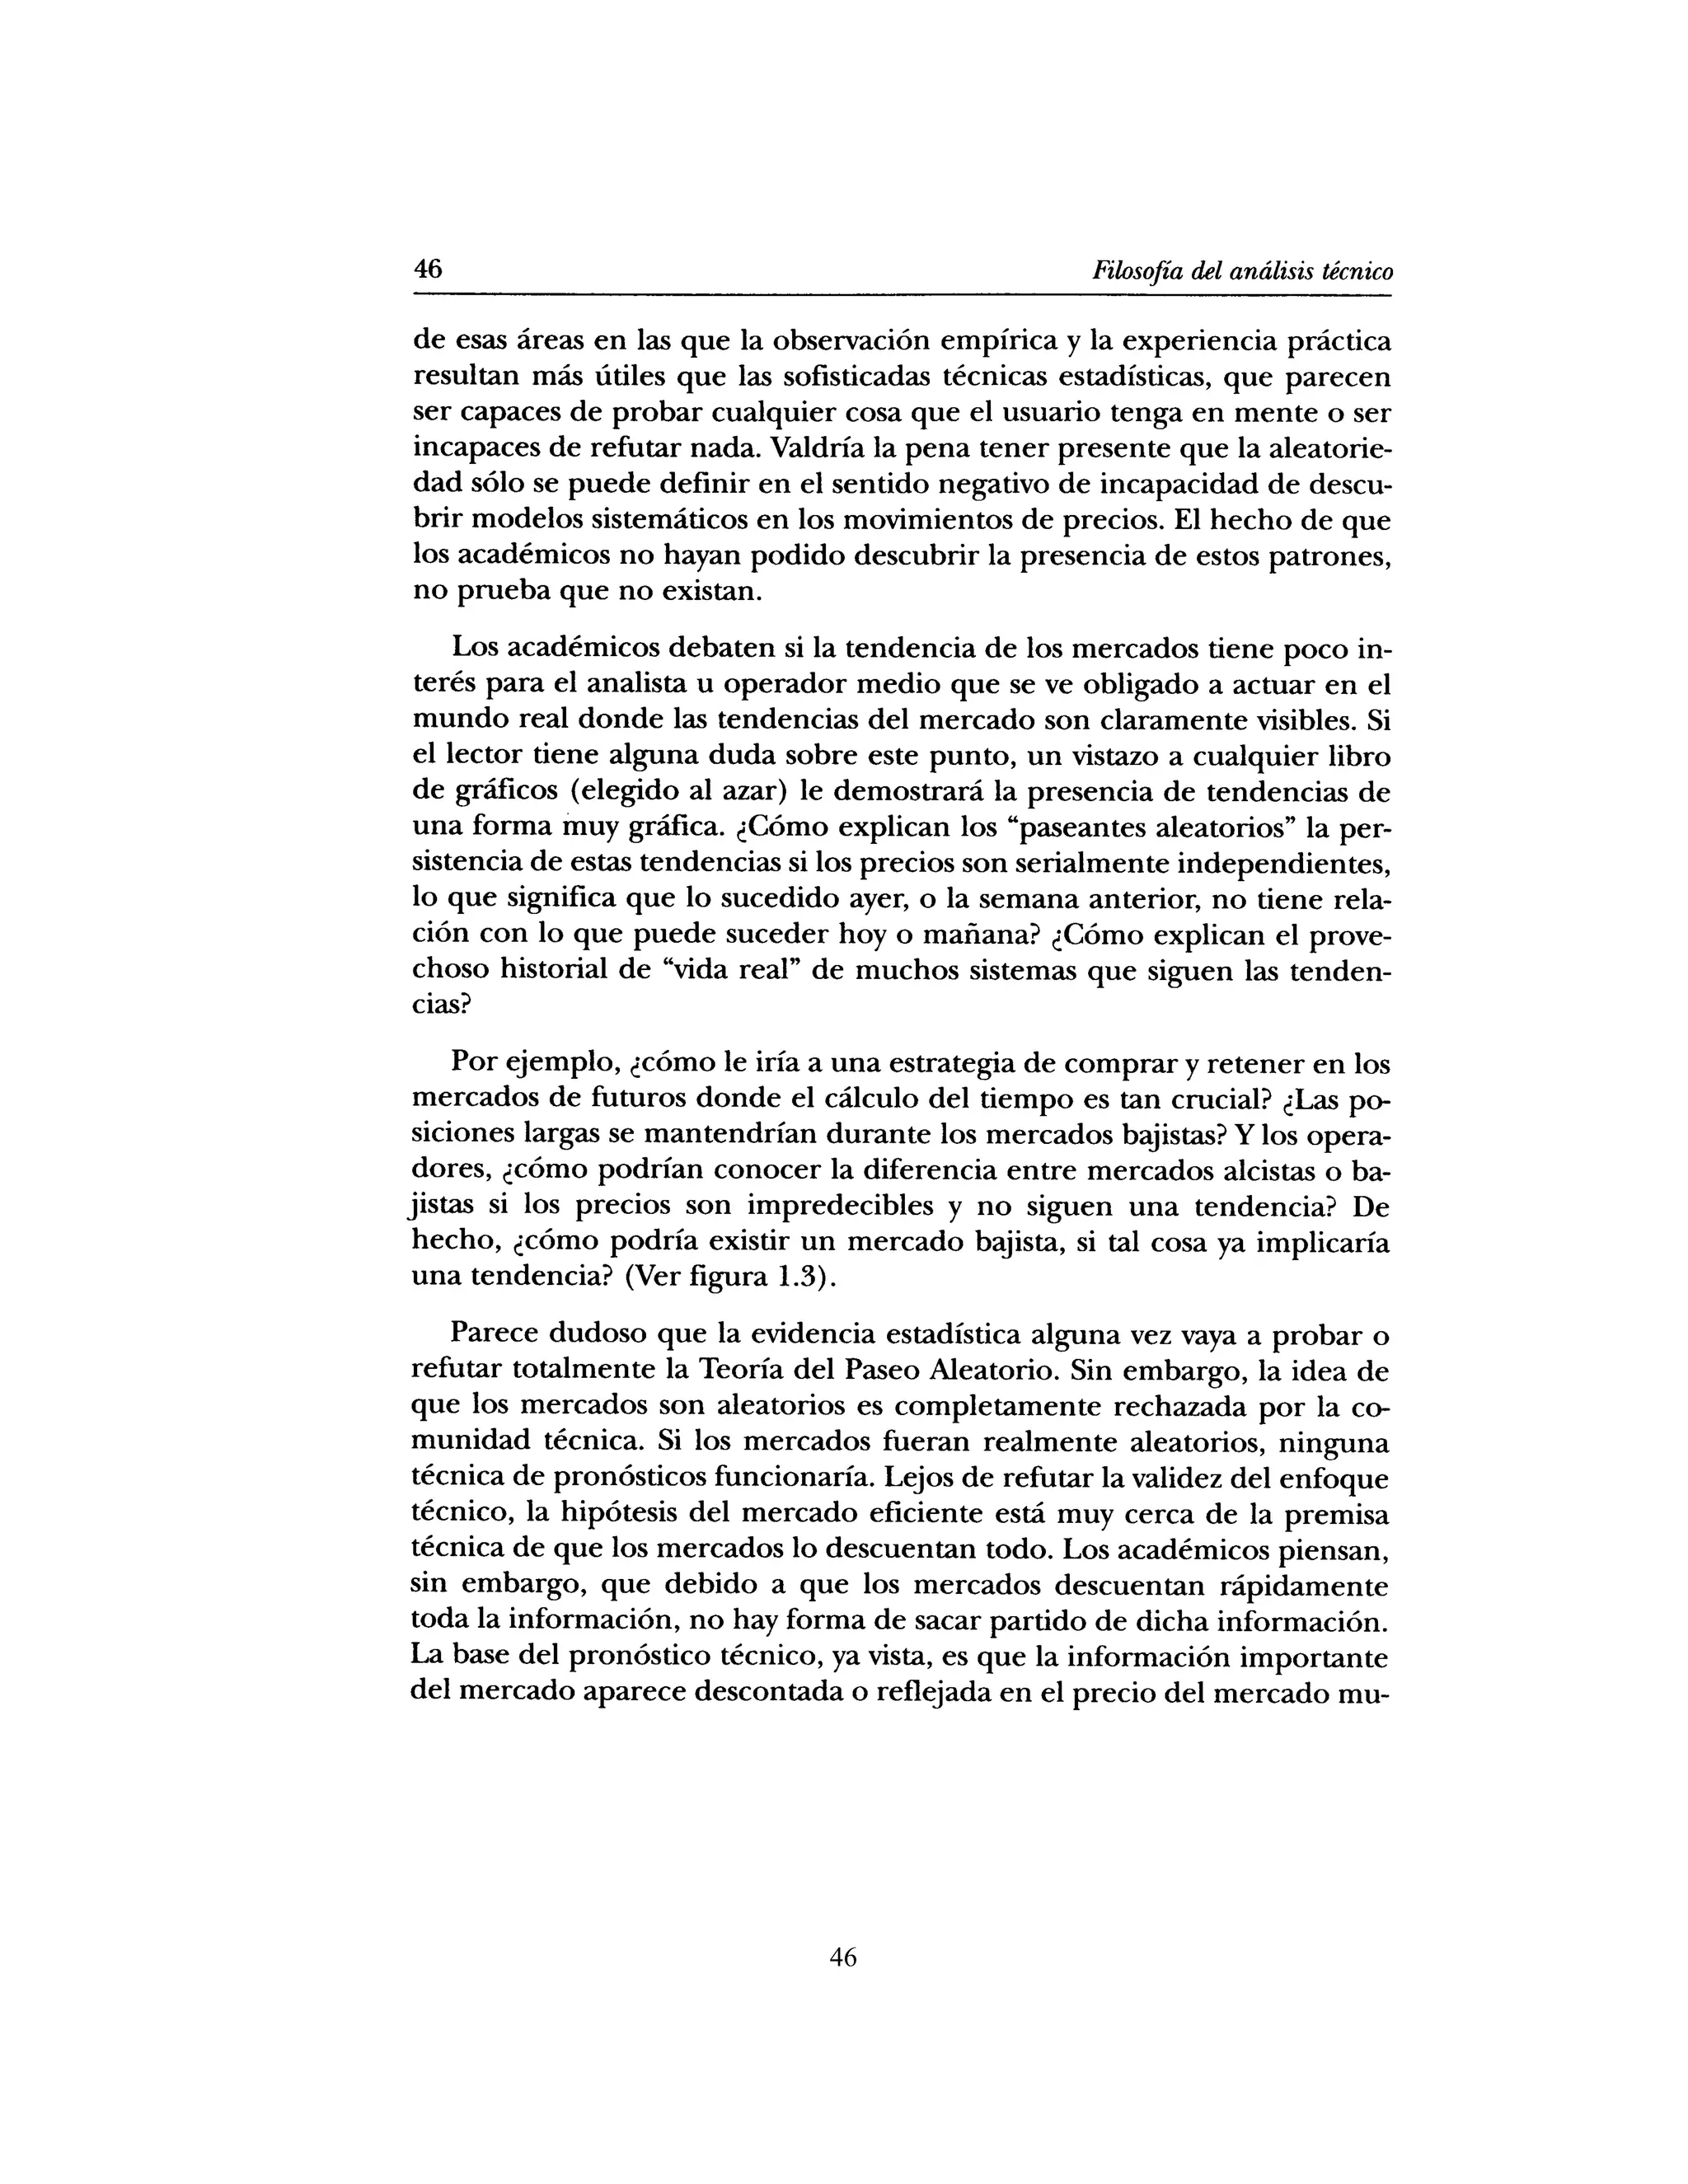 46
Filosofía del análisis técnico
de esas áreas en las que la observación empírica y la experiencia práctica
resultan más útiles que las sofisticadas técnicas estadísticas, que parecen
ser capaces de probar cualquier cosa que el usuario tenga en mente o ser
incapaces de refutar nada. Valdría la pena tener presente que la aleatorie-
dad sólo se puede definir en el sentido negativo de incapacidad de descu-
brir modelos sistemáticos en los movimientos de precios. El hecho de que
los académicos no hayan podido descubrir la presencia de estos patrones,
no prueba que no existan.
Los académicos debaten si la tendencia de los mercados tiene poco in-
terés para el analista u operador medio que se ve obligado a actuar en el
mundo real donde las tendencias del mercado son claramente visibles. Si
el lector tiene alguna duda sobre este punto, un vistazo a cualquier libro
de gráficos (elegido al azar) le demostrará la presencia de tendencias de
una forma muy gráfica. ¿Cómo explican los “paseantes aleatorios” la per-
sistencia de estas tendencias si los precios son serialmente independientes,
lo que significa que lo sucedido ayer, o la semana anterior, no tiene rela-
ción con lo que puede suceder hoy o mañana? ¿Cómo explican el prove-
choso historial de “vida real” de muchos sistemas que siguen las tenden-
cias?
Por ejemplo, ¿cómo le iría a una estrategia de comprar y retener en los
mercados de futuros donde el cálculo del tiempo es tan crucial? ¿Las po-
siciones largas se mantendrían durante los mercados bajistas? Y los opera-
dores, ¿cómo podrían conocer la diferencia entre mercados alcistas o ba-
jistas si los precios son impredecibles y no siguen una tendencia? De
hecho, ¿cómo podría existir un mercado bajista, si tal cosa ya implicaría
una tendencia? (Ver figura 1.3).
Parece dudoso que la evidencia estadística alguna vez vaya a probar o
refutar totalmente la Teoría del Paseo Aleatorio. Sin embargo, la idea de
que los mercados son aleatorios es completamente rechazada por la co-
munidad técnica. Si los mercados fueran realmente aleatorios, ninguna
técnica de pronósticos funcionaría. Lejos de refutar la validez del enfoque
técnico, la hipótesis del mercado eficiente está muy cerca de la premisa
técnica de que los mercados lo descuentan todo. Los académicos piensan,
sin embargo, que debido a que los mercados descuentan rápidamente
toda la información, no hay forma de sacar partido de dicha información.
La base del pronóstico técnico, ya vista, es que la información importante
del mercado aparece descontada o reflejada en el precio del mercado mu-
46